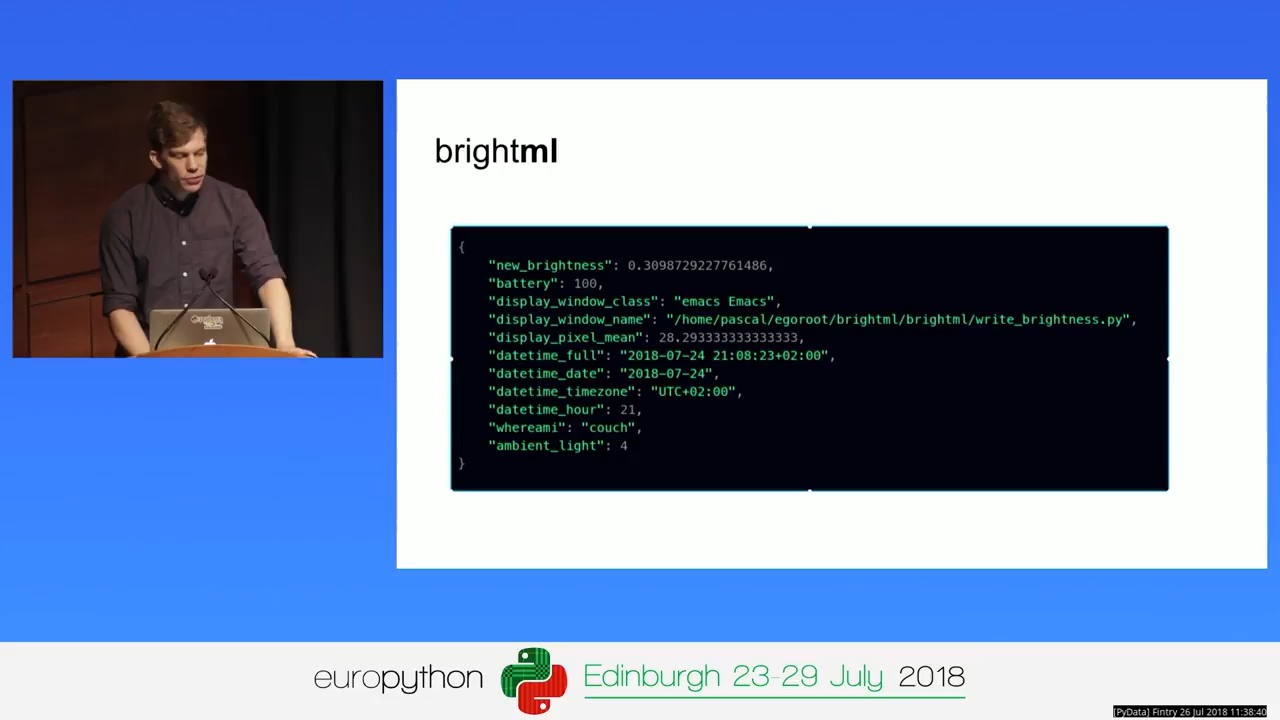 brightml
{
"new_brightness": 0.3098729227761486,
"battery": 100,
"display_window_class": "emacs Emacs",
"display_window_name": "/home/pascal/egoroot/brightml/brightml/write_brightness.py",
"display_pixel_mean": 28.293333333333333,
"datetime_full": "2018-07-24 21:08:23+02:00",
"datetime_date": "2018-07-24",
"datetime_timezone": "UTC+02:00",
"datetime_hour": 21,
"whereami": "couch",
"ambient_light": 4
}
europython Edinburgh 23-29 July 2018
[PyData] Fintry 26 Jul 2018 11:38:40